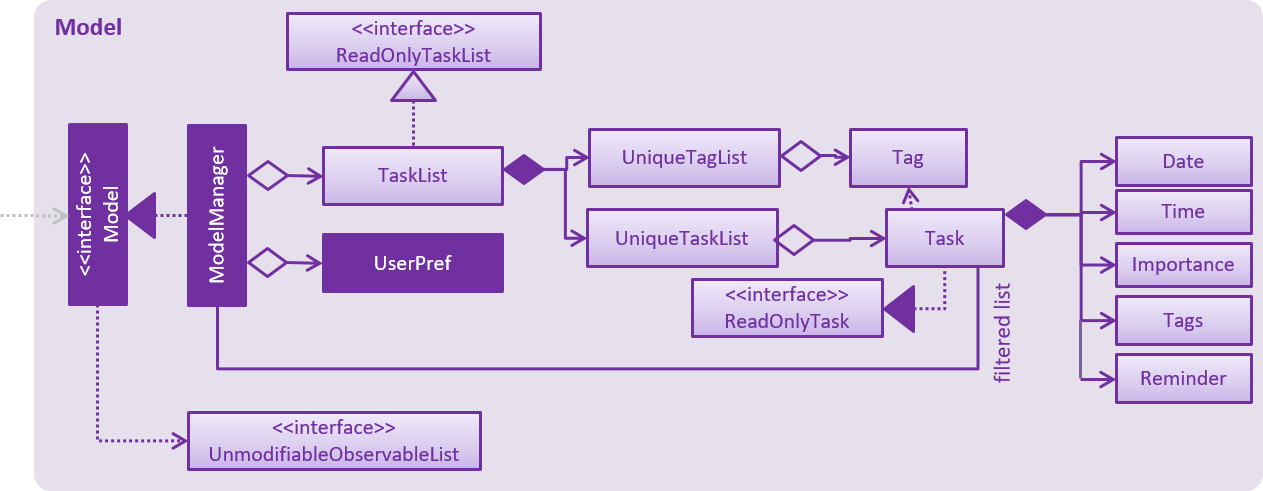 Model
<<interface>>
ReadOnlyTaskList
<<interface>>
Model
ModelManager
TaskList
UserPref
UniqueTagList
UniqueTaskList
Tag
Task
<<interface>>
ReadOnlyTask
filtered list
Date
Time
Importance
Tags
Reminder
<<interface>>
UnmodifiableObservableList